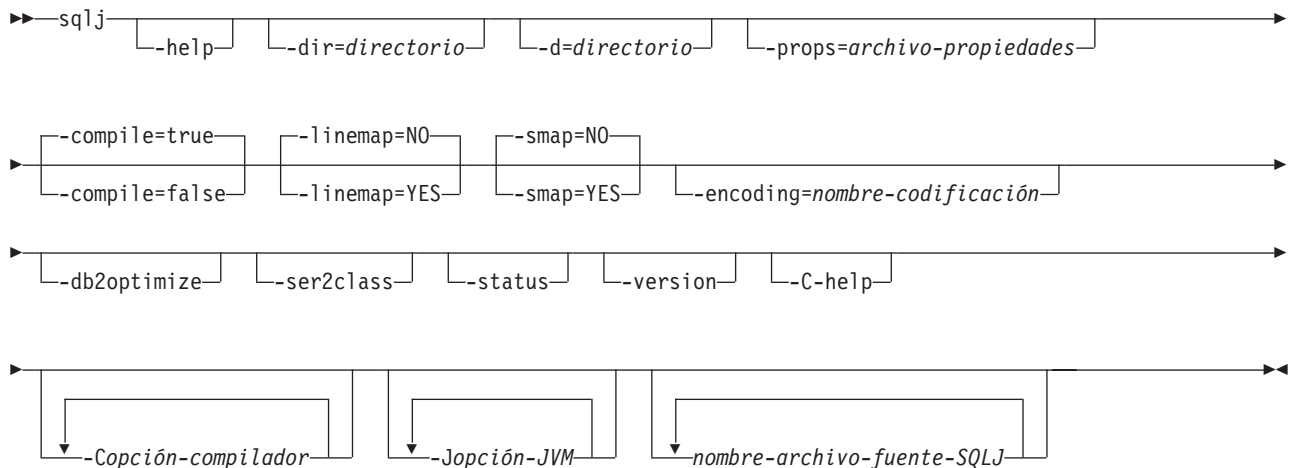 sqlj
-help -dir=directorio -d=directorio -props=archivo-propiedades
-compile=true -linemap=NO -smap=NO
-compile=false -linemap=YES -smap=YES -encoding=nombre-codificación
-db2optimize -ser2class -status -version -C-help
-Copción-compilador -Jopción-JVM nombre-archivo-fuente-SQLJ